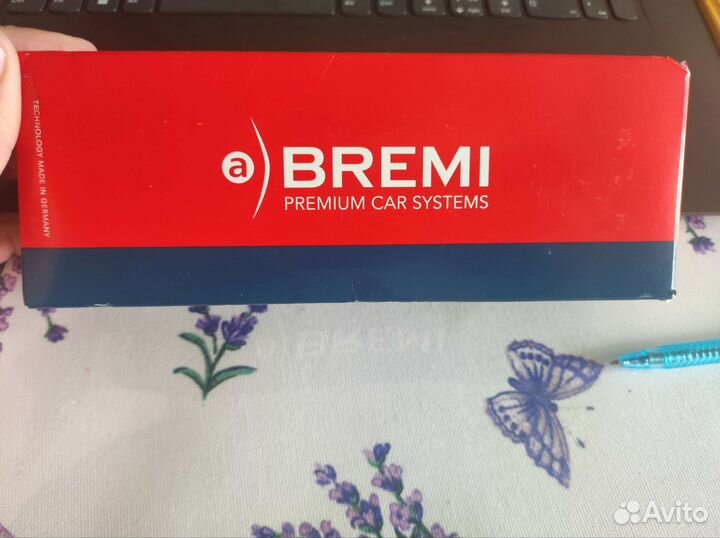 TECHNOLOGY MADE IN GERMANY
a
BREMI
PREMIUM CAR SYSTEMS
Avito